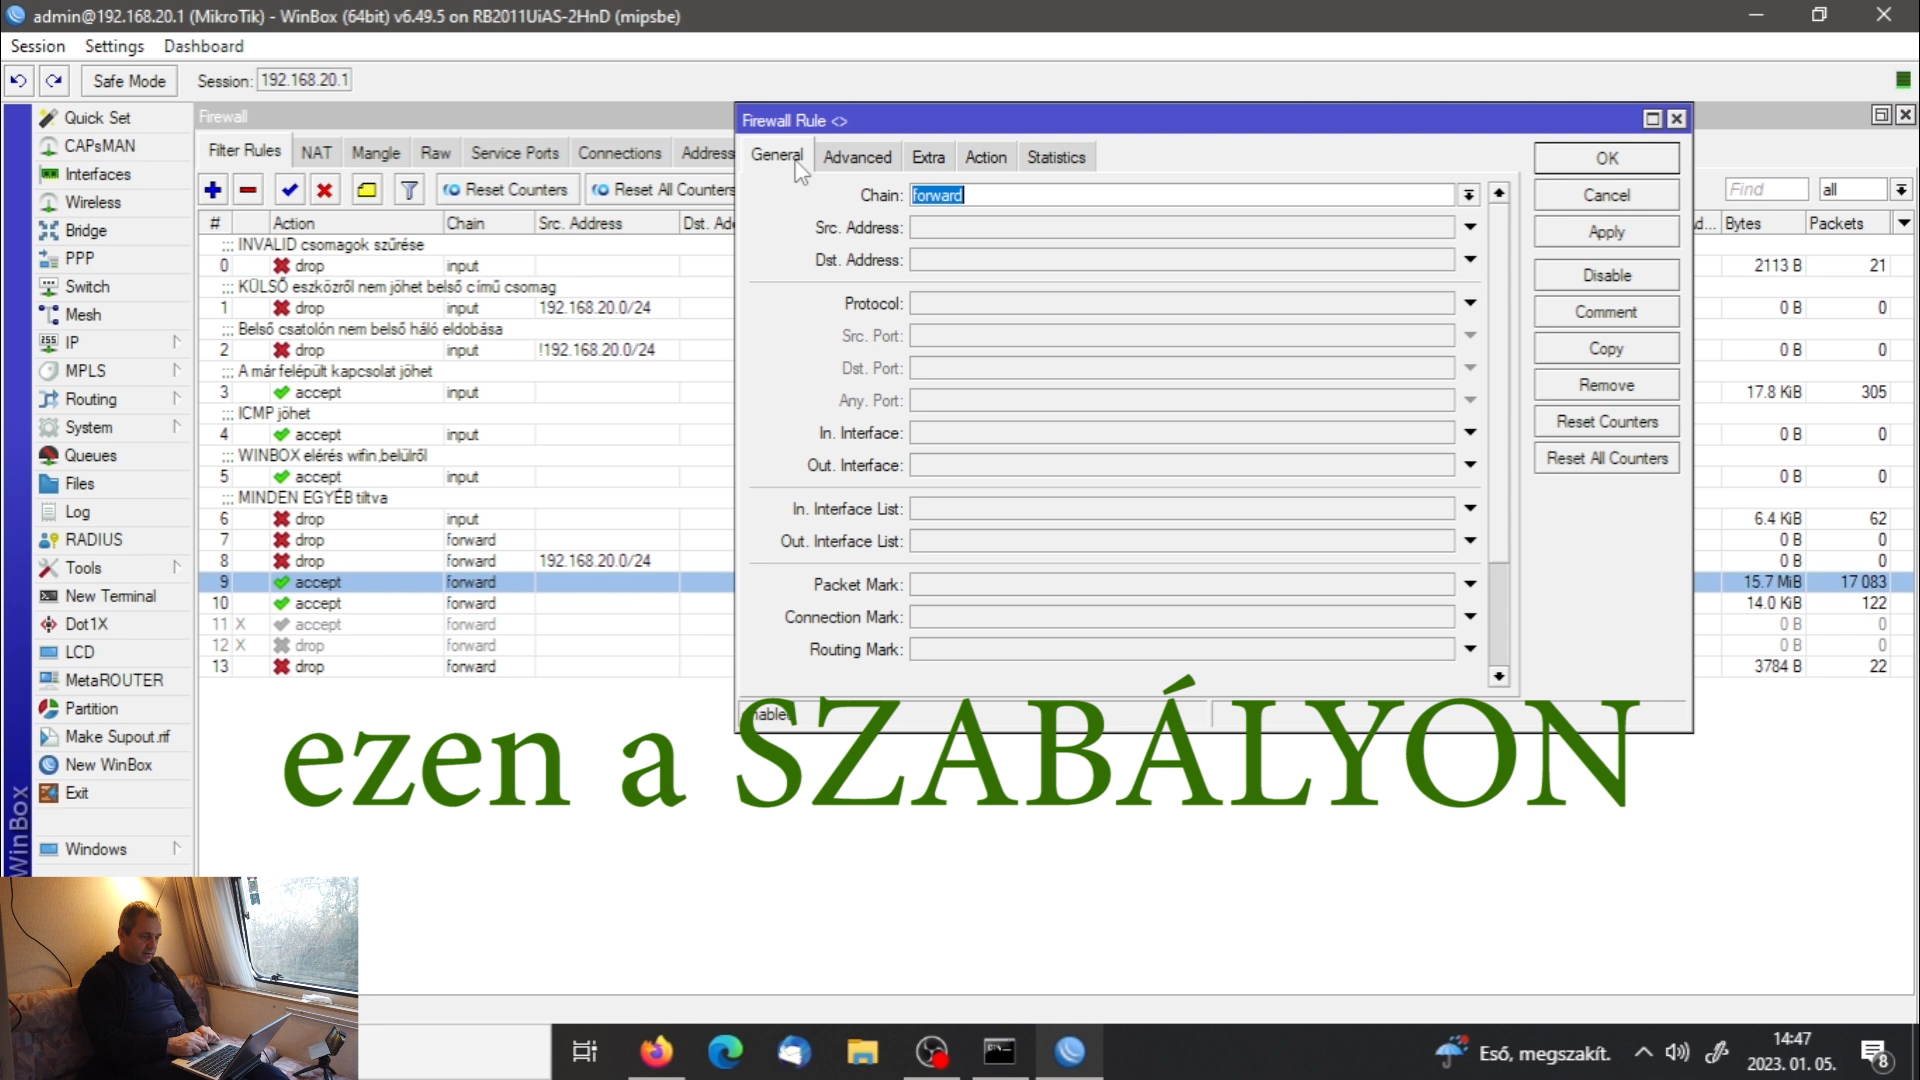 admin@192.168.20.1 (MikroTik) - WinBox (64bit) v6.49.5 on RB2011UiAS-2HnD (mipsbe)
Session Settings Dashboard
Safe Mode Session: 192.168.20.1
Quick Set
CAPsMAN
Interfaces
Wireless
Bridge
PPP
Switch
Mesh
IP
MPLS
Routing
System
Queues
Files
Log
RADIUS
Tools
New Terminal
Dot1X
LCD
MetaROUTER
Partition
Make Supout.rif
New WinBox
Exit
Windows
WinBox
Firewall
Filter Rules NAT Mangle Raw Service Ports Connections Address
Reset Counters Reset All Counters
Find all
# Action Chain Src. Address Dst. Ad Bytes Packets
::: INVALID csomagok szűrése
0 drop input 2113 B 21
::: KÜLSŐ eszközről nem jöhet belső című csomag
1 drop input 192.168.20.0/24 0 B 0
::: Belső csatolón nem belső háló eldobása
2 drop input !192.168.20.0/24 0 B 0
::: A már felépült kapcsolat jöhet
3 accept input 17.8 KiB 305
::: ICMP jöhet
4 accept input 0 B 0
::: WINBOX elérés wifin,belülről
5 accept input 0 B 0
::: MINDEN EGYÉB tiltva
6 drop input 6.4 KiB 62
7 drop forward 0 B 0
8 drop forward 192.168.20.0/24 0 B 0
9 accept forward 15.7 MiB 17 083
10 accept forward 14.0 KiB 122
11 X accept forward 0 B 0
12 X drop forward 0 B 0
13 drop forward 3784 B 22
Firewall Rule <>
General Advanced Extra Action Statistics
Chain: forward
Src. Address:
Dst. Address:
Protocol:
Src. Port:
Dst. Port:
Any. Port:
In. Interface:
Out. Interface:
In. Interface List:
Out. Interface List:
Packet Mark:
Connection Mark:
Routing Mark:
OK
Cancel
Apply
Disable
Comment
Copy
Remove
Reset Counters
Reset All Counters
ezen a SZABÁLYON
Eső, megszakít.
14:47
2023. 01. 05.
8